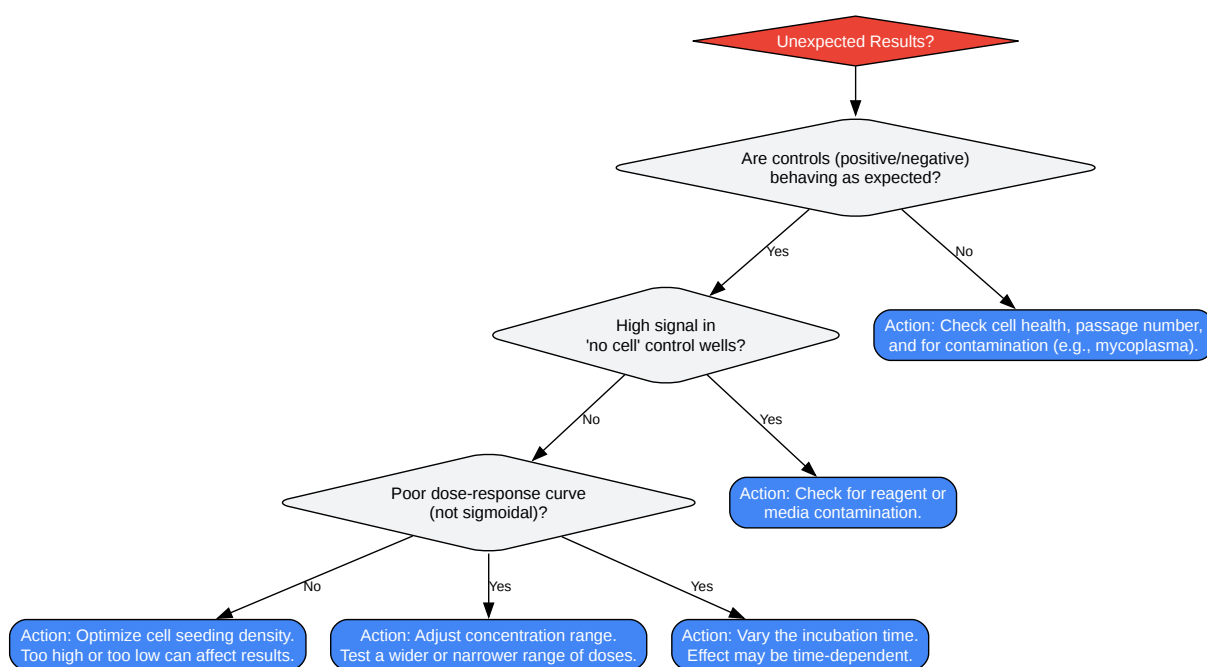 Unexpected Results?
Are controls (positive/negative)
behaving as expected?
Yes
No
High signal in
'no cell' control wells?
Action: Check cell health, passage number,
and for contamination (e.g., mycoplasma).
No
Yes
Poor dose-response curve
(not sigmoidal)?
Action: Check for reagent or
media contamination.
No
Yes
Yes
Action: Optimize cell seeding density.
Too high or too low can affect results.
Action: Adjust concentration range.
Test a wider or narrower range of doses.
Action: Vary the incubation time.
Effect may be time-dependent.